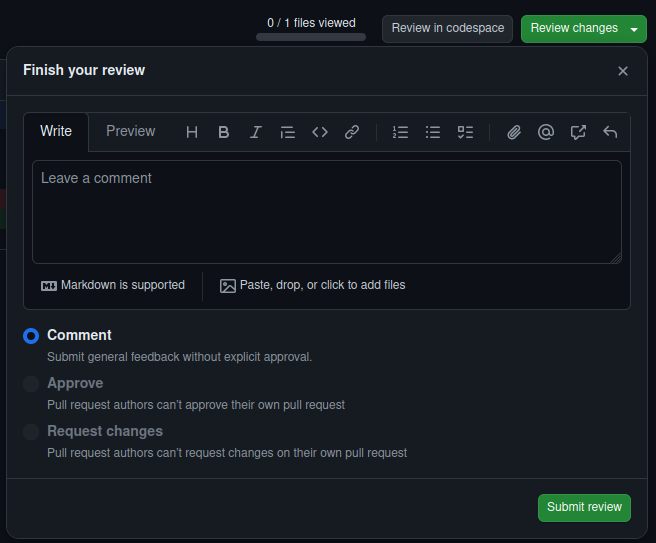 0 / 1 files viewed
Review in codespace
Review changes
Finish your review
Write
Preview
Leave a comment
Markdown is supported
Paste, drop, or click to add files
Comment
Submit general feedback without explicit approval.
Approve
Pull request authors can't approve their own pull request
Request changes
Pull request authors can't request changes on their own pull request
Submit review